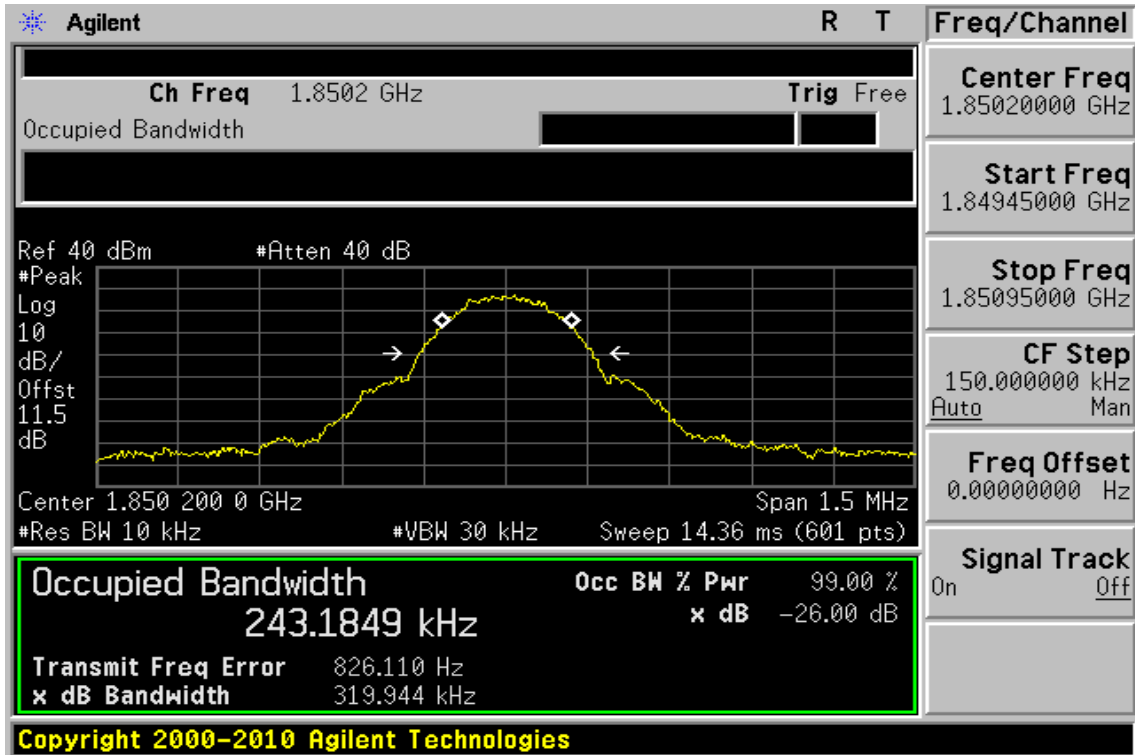 Agilent R T Freq/Channel
Ch Freq 1.8502 GHz Trig Free
Occupied Bandwidth
Center Freq
1.85020000 GHz
Start Freq
1.84945000 GHz
Stop Freq
1.85095000 GHz
CF Step
150.000000 kHz
Auto Man
Freq Offset
0.00000000 Hz
Signal Track
On Off
Ref 40 dBm #Atten 40 dB
#Peak
Log
10
dB/
Offst
11.5
dB
Center 1.850 200 0 GHz Span 1.5 MHz
#Res BW 10 kHz #VBW 30 kHz Sweep 14.36 ms (601 pts)
Occupied Bandwidth Occ BW % Pwr 99.00 %
243.1849 kHz x dB -26.00 dB
Transmit Freq Error 826.110 Hz
x dB Bandwidth 319.944 kHz
Copyright 2000-2010 Agilent Technologies